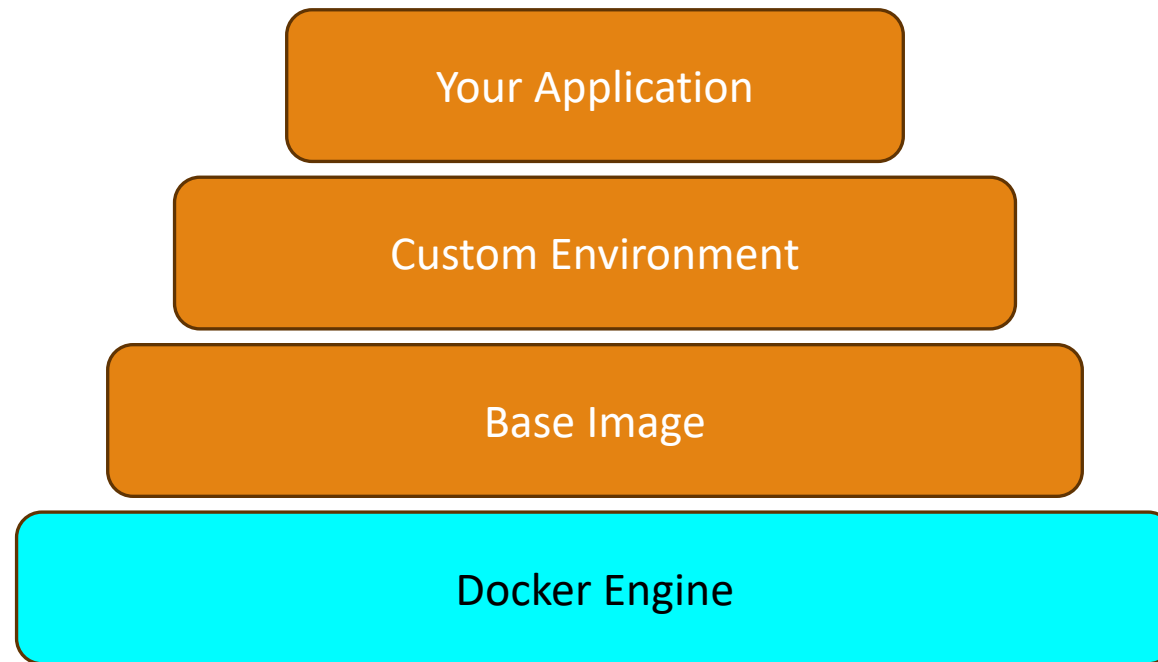 Your Application
Custom Environment
Base Image
Docker Engine